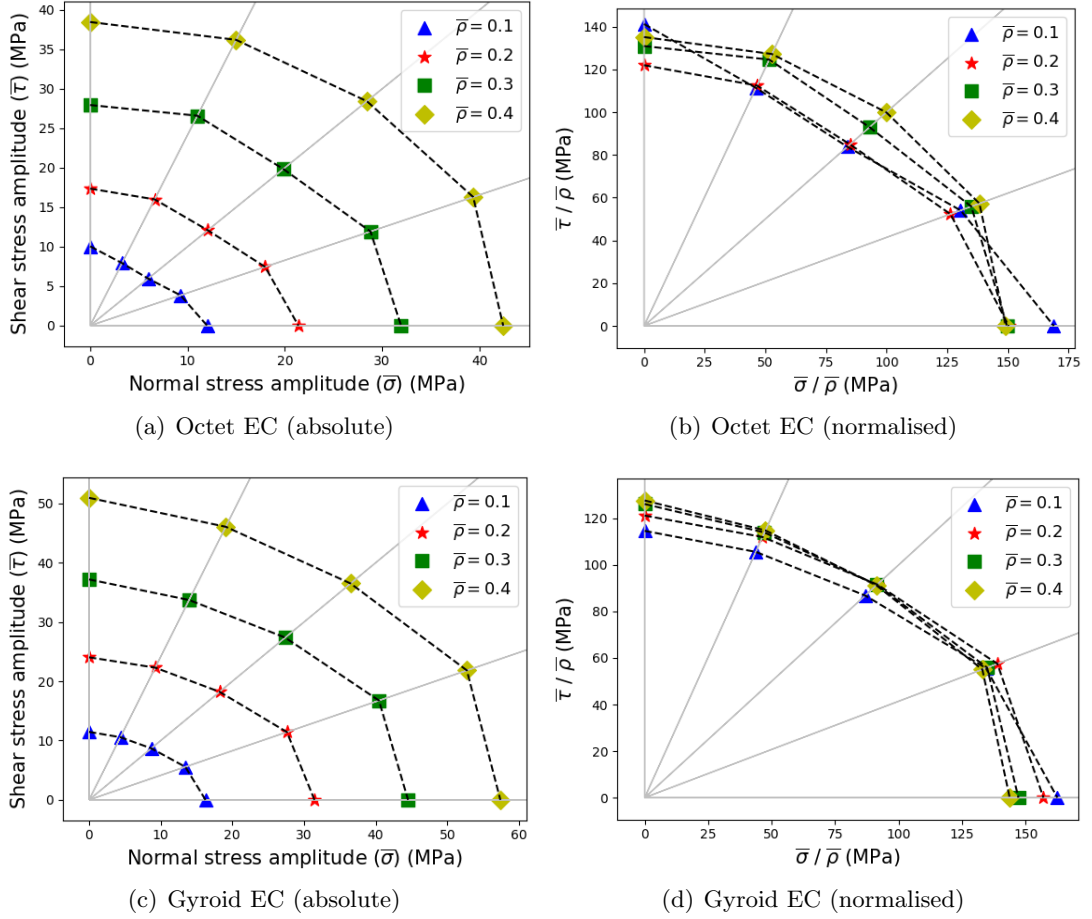 40
35
30
25
20
15
10
5
0
0 10 20 30 40
Shear stress amplitude (τ̅) (MPa)
Normal stress amplitude (σ̅) (MPa)
ρ̅ = 0.1
ρ̅ = 0.2
ρ̅ = 0.3
ρ̅ = 0.4
(a) Octet EC (absolute)
140
120
100
80
60
40
20
0
0 25 50 75 100 125 150 175
τ̅ / ρ̅ (MPa)
σ̅ / ρ̅ (MPa)
ρ̅ = 0.1
ρ̅ = 0.2
ρ̅ = 0.3
ρ̅ = 0.4
(b) Octet EC (normalised)
50
40
30
20
10
0
0 10 20 30 40 50 60
Shear stress amplitude (τ̅) (MPa)
Normal stress amplitude (σ̅) (MPa)
ρ̅ = 0.1
ρ̅ = 0.2
ρ̅ = 0.3
ρ̅ = 0.4
(c) Gyroid EC (absolute)
120
100
80
60
40
20
0
0 25 50 75 100 125 150
τ̅ / ρ̅ (MPa)
σ̅ / ρ̅ (MPa)
ρ̅ = 0.1
ρ̅ = 0.2
ρ̅ = 0.3
ρ̅ = 0.4
(d) Gyroid EC (normalised)